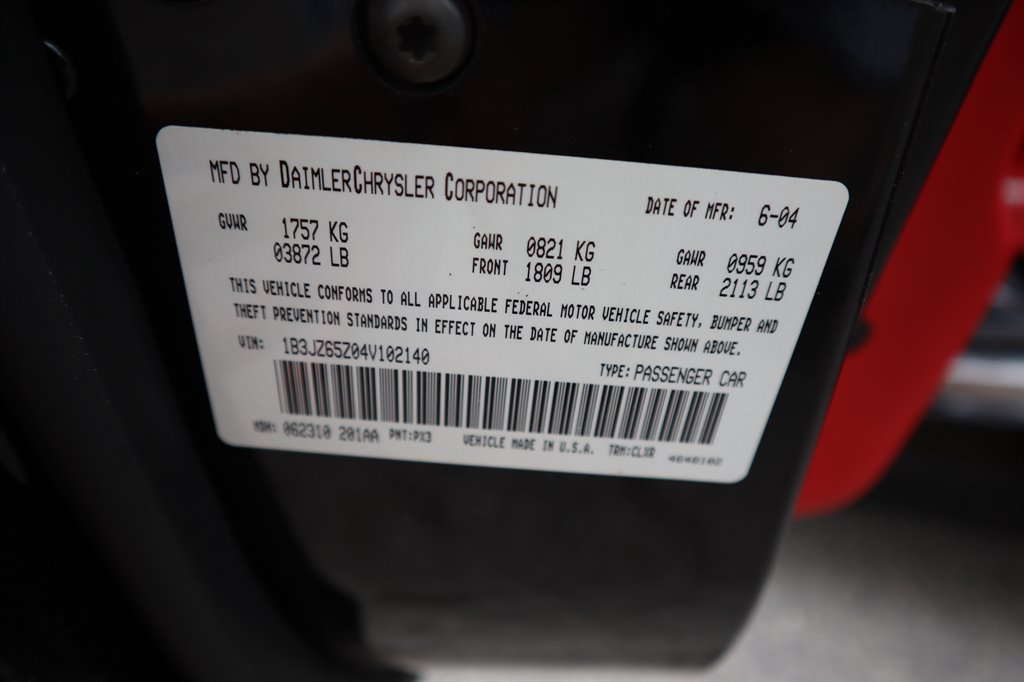 MFD BY DAIMLERCHRYSLER CORPORATION DATE OF MFR: 6-04
GVWR 1757 KG GAWR 0821 KG GAWR 0959 KG
03872 LB FRONT 1809 LB REAR 2113 LB
THIS VEHICLE CONFORMS TO ALL APPLICABLE FEDERAL MOTOR VEHICLE SAFETY, BUMPER AND
THEFT PREVENTION STANDARDS IN EFFECT ON THE DATE OF MANUFACTURE SHOWN ABOVE.
VIN: 1B3JZ65Z04V102140 TYPE: PASSENGER CAR
MDH: 062310 201AA PNT:PX3 VEHICLE MADE IN U.S.A. TRM:CLXR